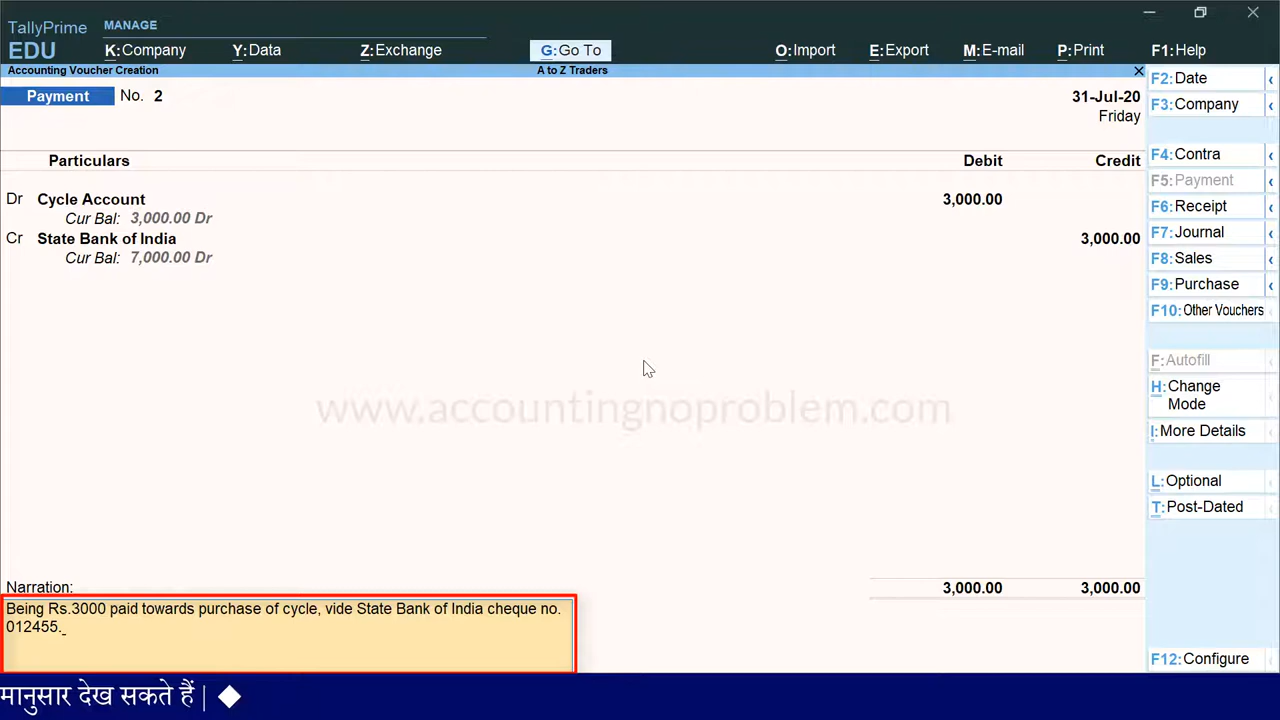 TallyPrime
EDU
MANAGE
K:Company
Y:Data
Z:Exchange
G:Go To
O:Import
E:Export
M:E-mail
P:Print
F1:Help
Accounting Voucher Creation
A to Z Traders
Payment No. 2
31-Jul-20
Friday
Particulars Debit Credit
Dr Cycle Account 3,000.00
Cur Bal: 3,000.00 Dr
Cr State Bank of India 3,000.00
Cur Bal: 7,000.00 Dr
www.accountingnoproblem.com
Narration: 3,000.00 3,000.00
Being Rs.3000 paid towards purchase of cycle, vide State Bank of India cheque no.
012455.
F2:Date
F3:Company
F4:Contra
F5:Payment
F6:Receipt
F7:Journal
F8:Sales
F9:Purchase
F10:Other Vouchers
F:Autofill
H:Change
Mode
I:More Details
L:Optional
T:Post-Dated
F12:Configure
मानुसार देख सकते हैं |